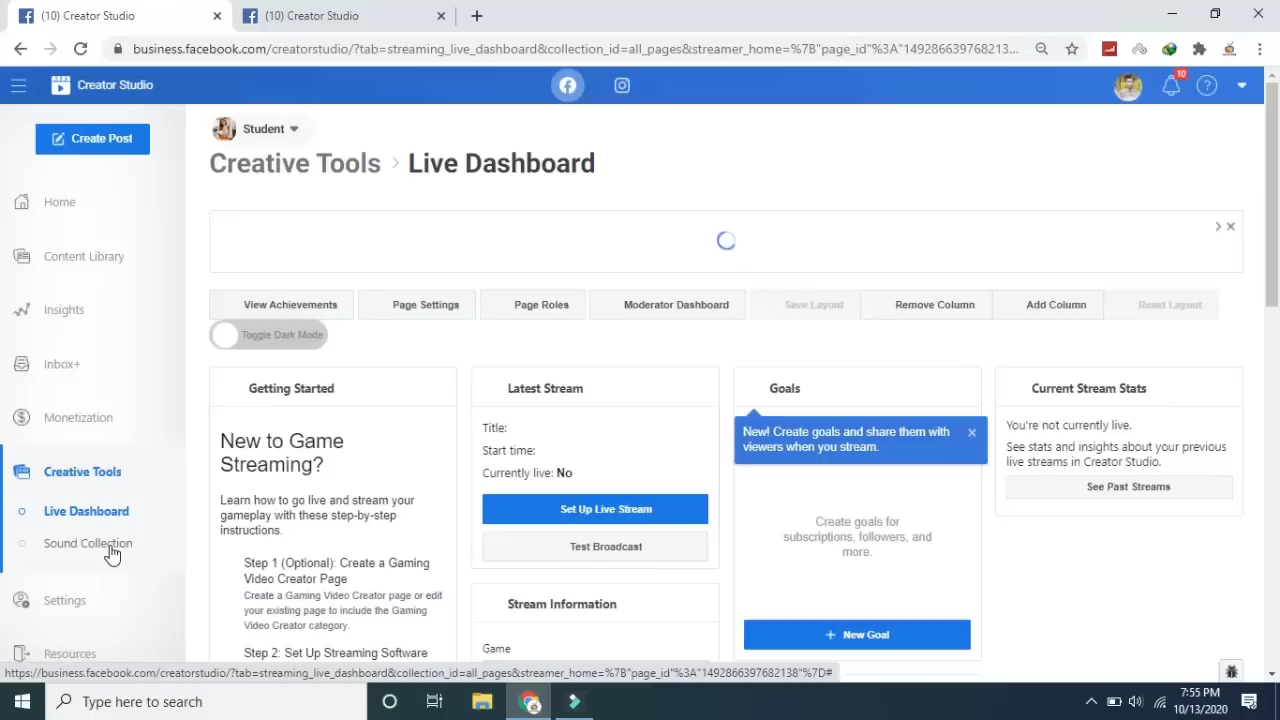 (10) Creator Studio
(10) Creator Studio
business.facebook.com/creatorstudio/?tab=streaming_live_dashboard&collection_id=all_pages&streamer_home=%7B"page_id"%3A"149286639768213...
Creator Studio
10
Create Post
Home
Content Library
Insights
Inbox+
Monetization
Creative Tools
Live Dashboard
Sound Collection
Settings
Resources
Student
Creative Tools > Live Dashboard
View Achievements
Page Settings
Page Roles
Moderator Dashboard
Save Layout
Remove Column
Add Column
Reset Layout
Toggle Dark Mode
Getting Started
New to Game
Streaming?
Learn how to go live and stream your
gameplay with these step-by-step
instructions.
Step 1 (Optional): Create a Gaming
Video Creator Page
Create a Gaming Video Creator page or edit
your existing page to include the Gaming
Video Creator category.
Step 2: Set Up Streaming Software
Latest Stream
Title:
Start time:
Currently live: No
Set Up Live Stream
Test Broadcast
Stream Information
Game
Goals
New! Create goals and share them with
viewers when you stream.
Create goals for
subscriptions, followers, and
more.
+ New Goal
Current Stream Stats
You're not currently live.
See stats and insights about your previous
live streams in Creator Studio.
See Past Streams
https://business.facebook.com/creatorstudio/?tab=streaming_live_dashboard&collection_id=all_pages&streamer_home=%7B"page_id"%3A"1492866397682138"%7D#
Type here to search
7:55 PM
10/13/2020